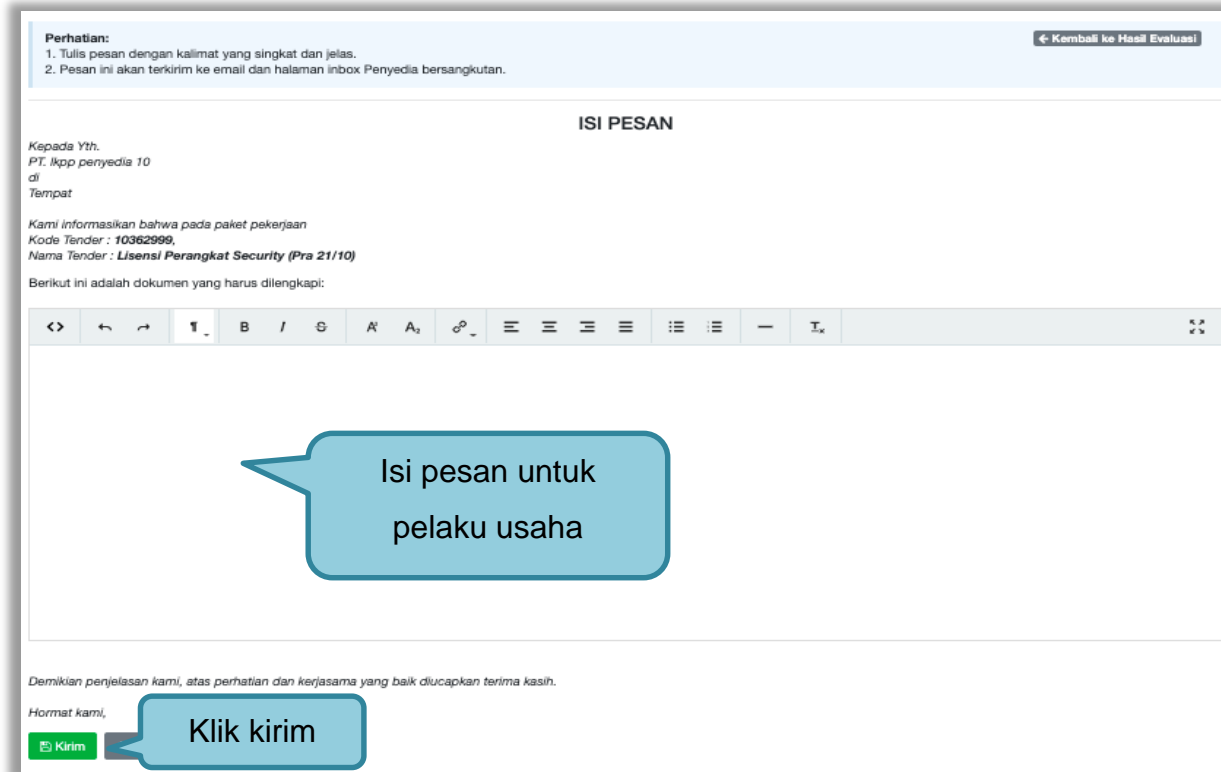 Perhatian:
← Kembali ke Hasil Evaluasi
1. Tulis pesan dengan kalimat yang singkat dan jelas.
2. Pesan ini akan terkirim ke email dan halaman inbox Penyedia bersangkutan.
ISI PESAN
Kepada Yth.
PT. lkpp penyedia 10
di
Tempat
Kami informasikan bahwa pada paket pekerjaan
Kode Tender : 10362999,
Nama Tender : Lisensi Perangkat Security (Pra 21/10)
Berikut ini adalah dokumen yang harus dilengkapi:
Isi pesan untuk
pelaku usaha
Demikian penjelasan kami, atas perhatian dan kerjasama yang baik diucapkan terima kasih.
Hormat kami,
Kirim
Klik kirim